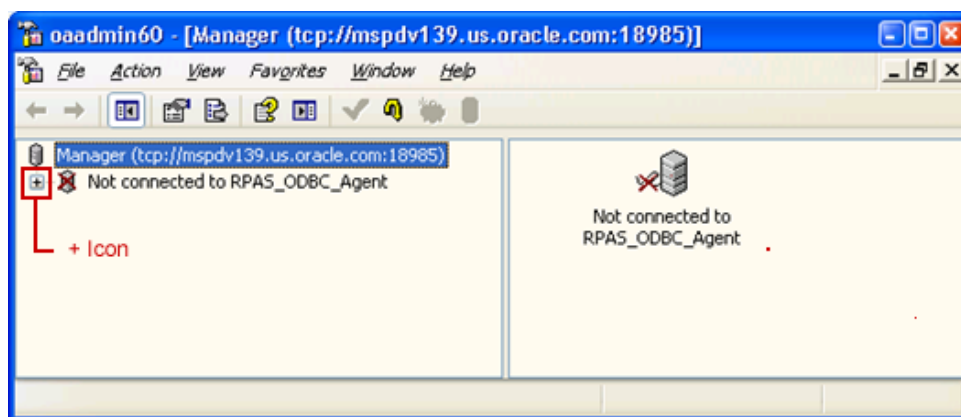 oaadmin60 - [Manager (tcp://mspdv139.us.oracle.com:18985)]
File Action View Favorites Window Help
Manager (tcp://mspdv139.us.oracle.com:18985)
Not connected to RPAS_ODBC_Agent
+ Icon
Not connected to
RPAS_ODBC_Agent